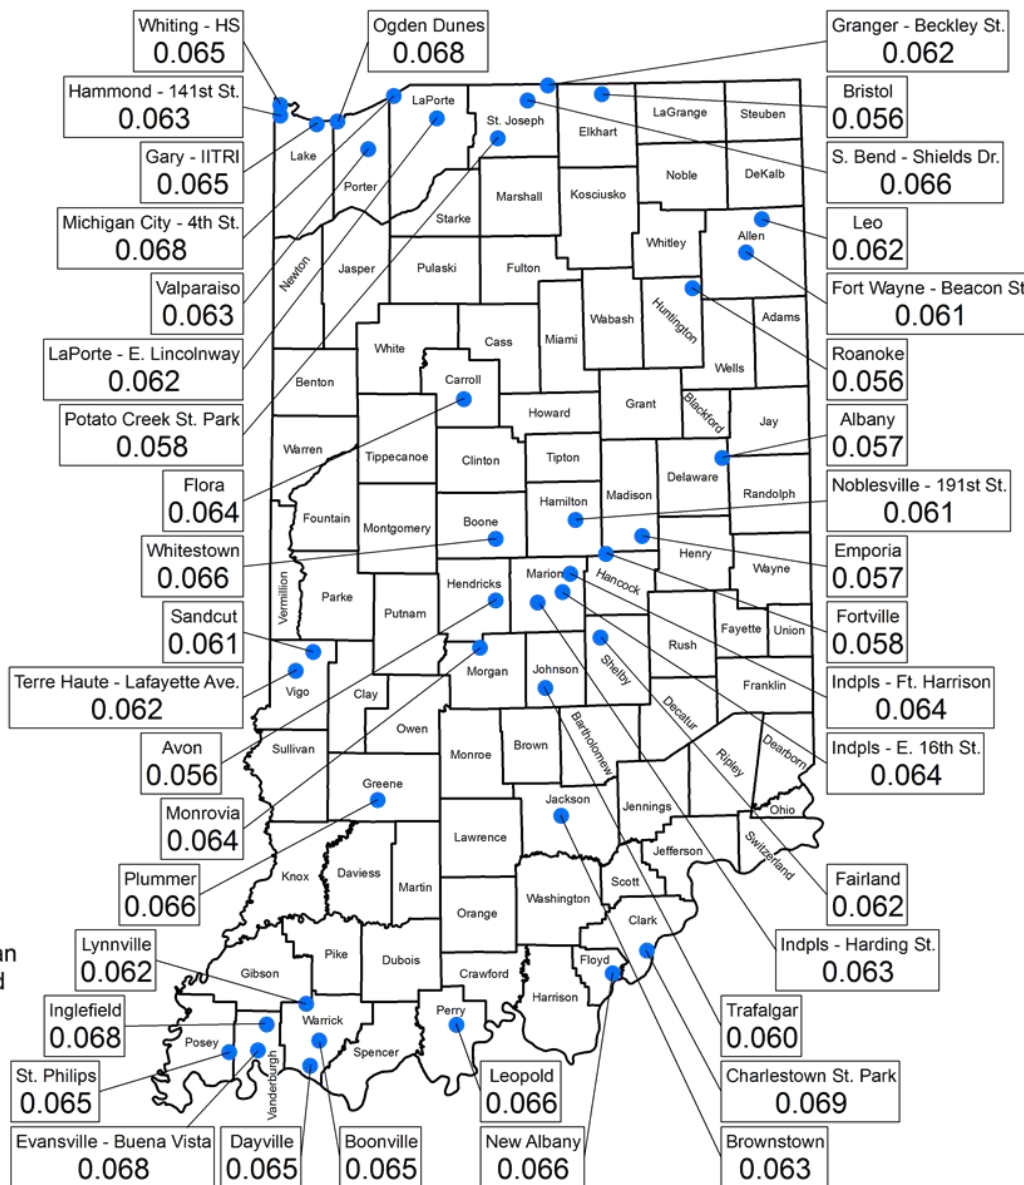 Whiting - HS
0.065
Ogden Dunes
0.068
Granger - Beckley St.
0.062
Hammond - 141st St.
0.063
Bristol
0.056
Gary - IITRI
0.065
S. Bend - Shields Dr.
0.066
Michigan City - 4th St.
0.068
Leo
0.062
Valparaiso
0.063
Fort Wayne - Beacon St
0.061
LaPorte - E. Lincolnway
0.062
Roanoke
0.056
Potato Creek St. Park
0.058
Albany
0.057
Flora
0.064
Noblesville - 191st St.
0.061
Whitestown
0.066
Emporia
0.057
Sandcut
0.061
Fortville
0.058
Terre Haute - Lafayette Ave.
0.062
Indpls - Ft. Harrison
0.064
Avon
0.056
Indpls - E. 16th St.
0.064
Monrovia
0.064
Plummer
0.066
Fairland
0.062
an
d
Lynnville
0.062
Indpls - Harding St.
0.063
Inglefield
0.068
Trafalgar
0.060
St. Philips
0.065
Leopold
0.066
Charlestown St. Park
0.069
Evansville - Buena Vista
0.068
Dayville
0.065
Boonville
0.065
New Albany
0.066
Brownstown
0.063
LaPorte
St. Joseph
Elkhart
LaGrange
Steuben
Lake
Porter
Noble
DeKalb
Starke
Marshall
Kosciusko
Whitley
Allen
Newton
Jasper
Pulaski
Fulton
Wabash
Huntington
Adams
White
Cass
Miami
Wells
Benton
Carroll
Howard
Grant
Blackford
Jay
Warren
Tippecanoe
Clinton
Tipton
Delaware
Randolph
Fountain
Montgomery
Boone
Hamilton
Madison
Henry
Wayne
Vermillion
Parke
Putnam
Hendricks
Marion
Hancock
Rush
Fayette
Union
Vigo
Clay
Morgan
Johnson
Shelby
Franklin
Sullivan
Owen
Monroe
Brown
Bartholomew
Decatur
Ripley
Dearborn
Greene
Jackson
Jennings
Ohio
Knox
Daviess
Martin
Lawrence
Jefferson
Switzerland
Orange
Washington
Scott
Clark
Gibson
Pike
Dubois
Crawford
Harrison
Floyd
Posey
Vanderburgh
Warrick
Spencer
Perry